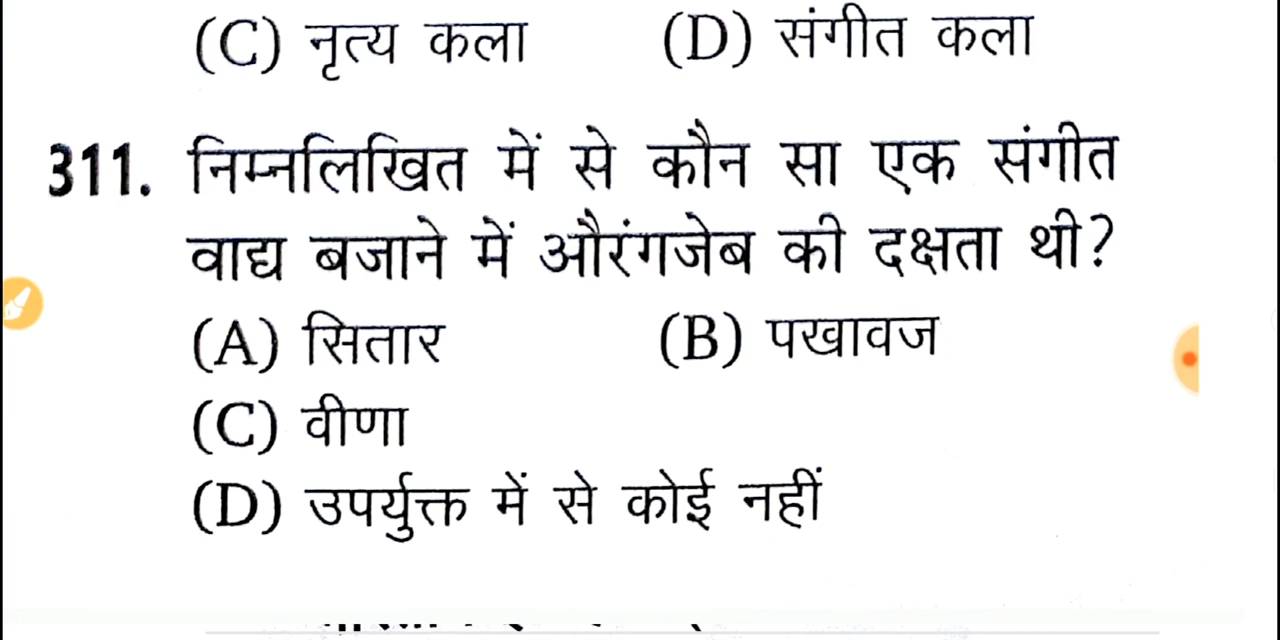 (C) नृत्य कला (D) संगीत कला
311. निम्नलिखित में से कौन सा एक संगीत
वाद्य बजाने में औरंगजेब की दक्षता थी?
(A) सितार (B) पखावज
(C) वीणा
(D) उपर्युक्त में से कोई नहीं